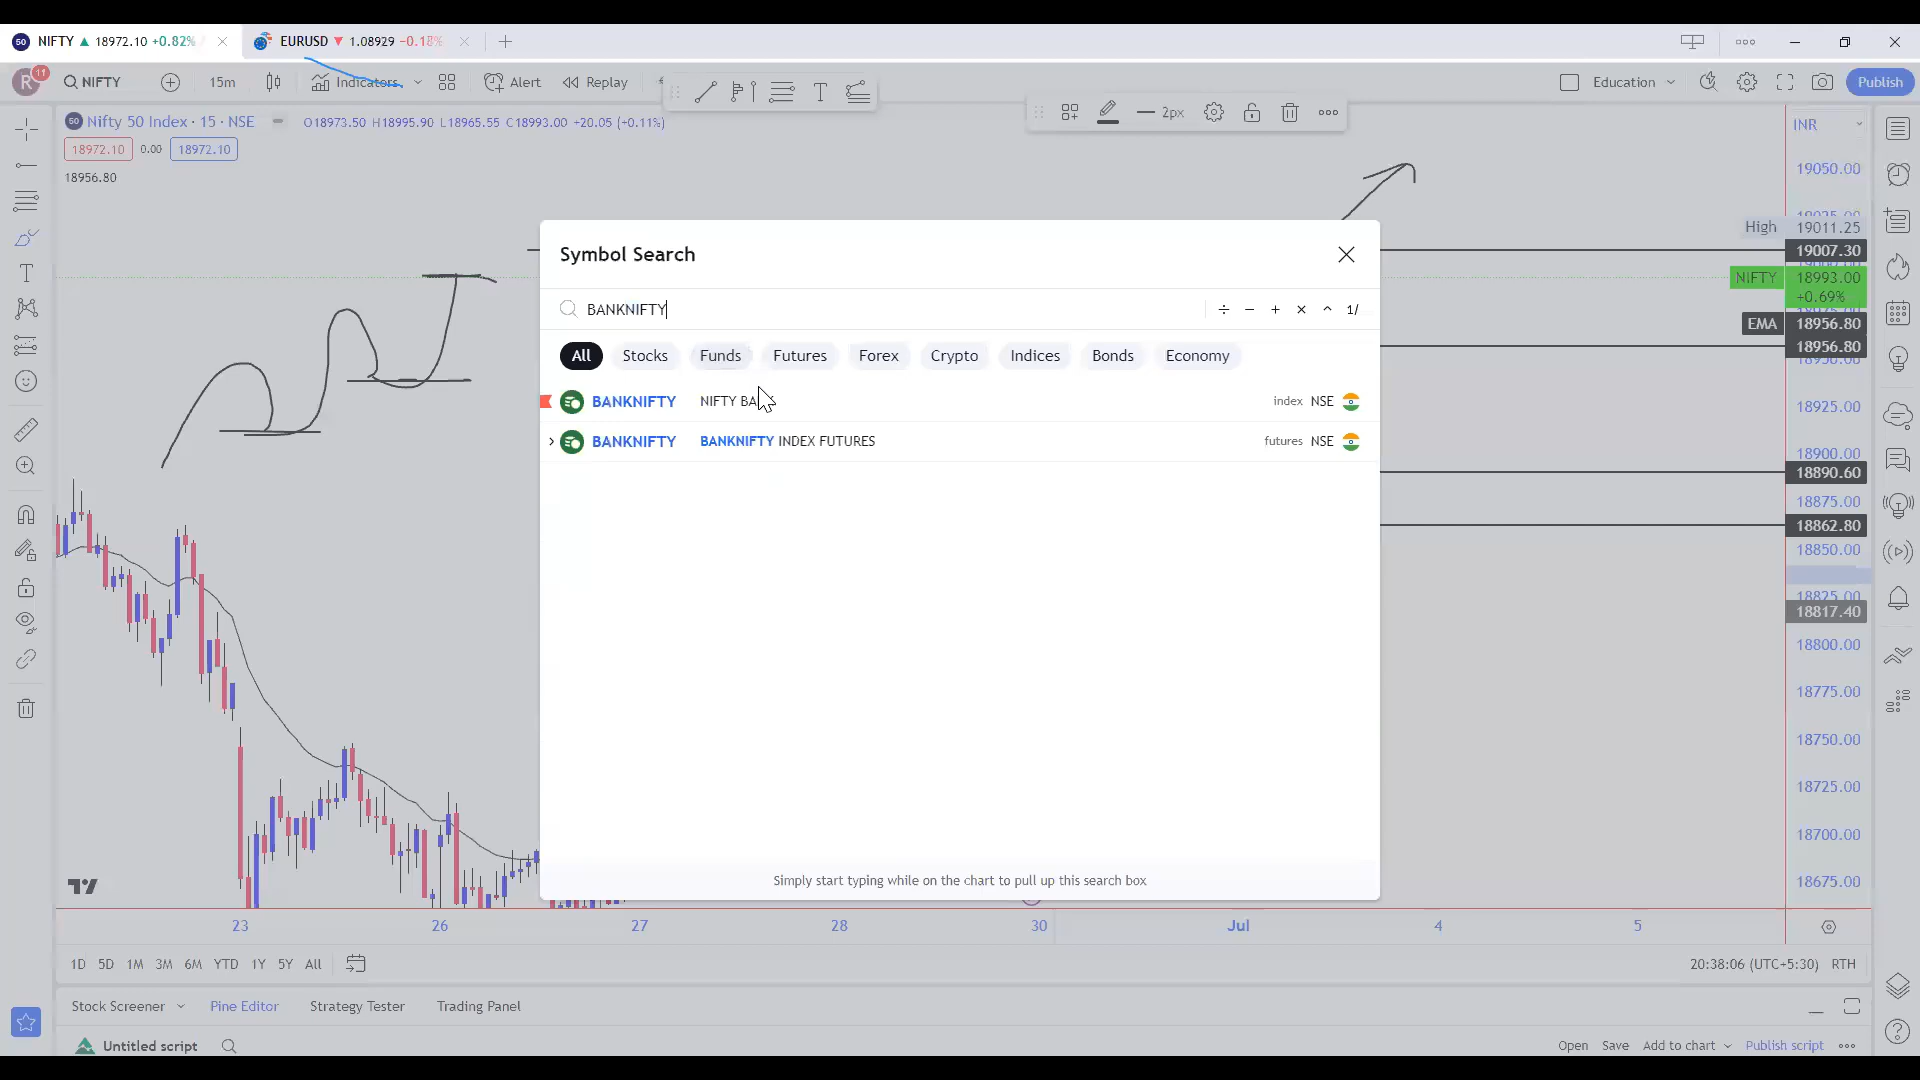 50 NIFTY ▲ 18972.10 +0.82%
EURUSD ▼ 1.08929 −0.18%
R 11 NIFTY 15m Indicators Alert Replay Education Publish
2px
50 Nifty 50 Index · 15 · NSE O18973.50 H18995.90 L18965.55 C18993.00 +20.05 (+0.11%)
18972.10 0.00 18972.10
18956.80
INR
19050.00
High 19011.25
19007.30
NIFTY 18993.00
+0.69%
EMA 18956.80
18956.80
18925.00
18900.00
18890.60
18875.00
18862.80
18850.00
18825.00
18817.40
18800.00
18775.00
18750.00
18725.00
18700.00
18675.00
Symbol Search
BANKNIFTY ÷ − + × ^ 1/
All Stocks Funds Futures Forex Crypto Indices Bonds Economy
BANKNIFTY NIFTY BANK index NSE
BANKNIFTY BANKNIFTY INDEX FUTURES futures NSE
Simply start typing while on the chart to pull up this search box
23 26 27 28 30 Jul 4 5
1D 5D 1M 3M 6M YTD 1Y 5Y All 20:38:06 (UTC+5:30) RTH
Stock Screener Pine Editor Strategy Tester Trading Panel
Untitled script Open Save Add to chart Publish script